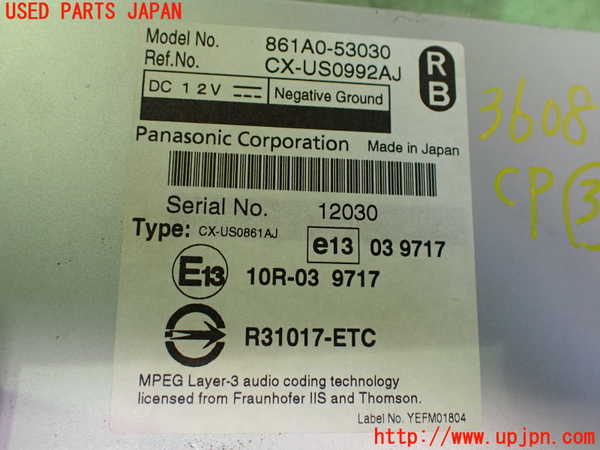 USED PARTS JAPAN
Model No. 861A0-53030
Ref.No. CX-US0992AJ
R
B
DC 12V Negative Ground
Panasonic Corporation Made in Japan
Serial No. 12030
Type: CX-US0861AJ
e13 03 9717
E13 10R-03 9717
R31017-ETC
MPEG Layer-3 audio coding technology
licensed from Fraunhofer IIS and Thomson.
Label No. YEFM01804
3608
CP 3
http://www.upjpn.com